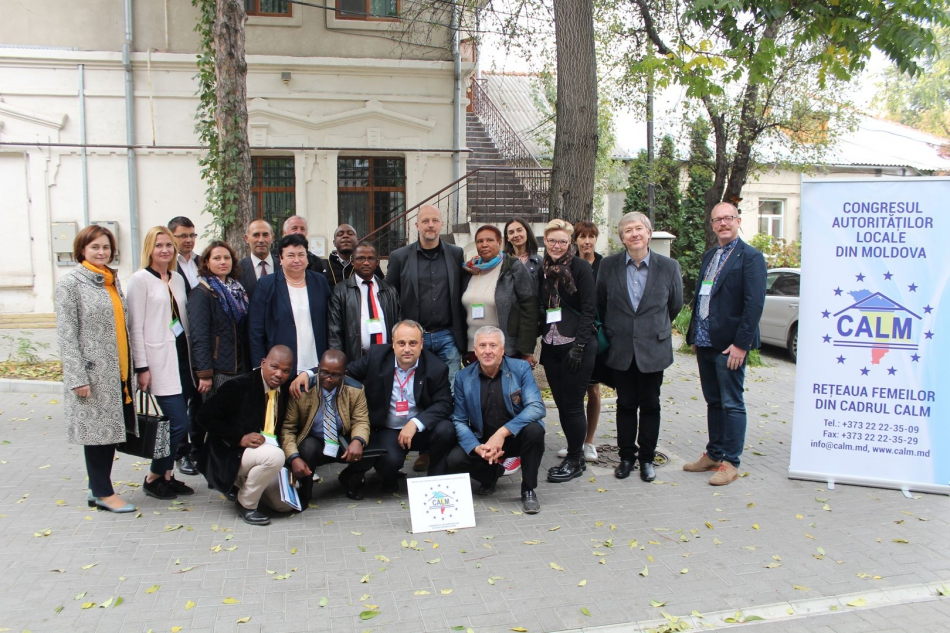 CONGRESUL
AUTORITĂȚILOR
LOCALE
DIN MOLDOVA
CALM
REȚEAUA FEMEILOR
DIN CADRUL CALM
Tel.: +373 22 22-35-09
Fax: +373 22 22-35-29
info@calm.md, www.calm.md
CALM